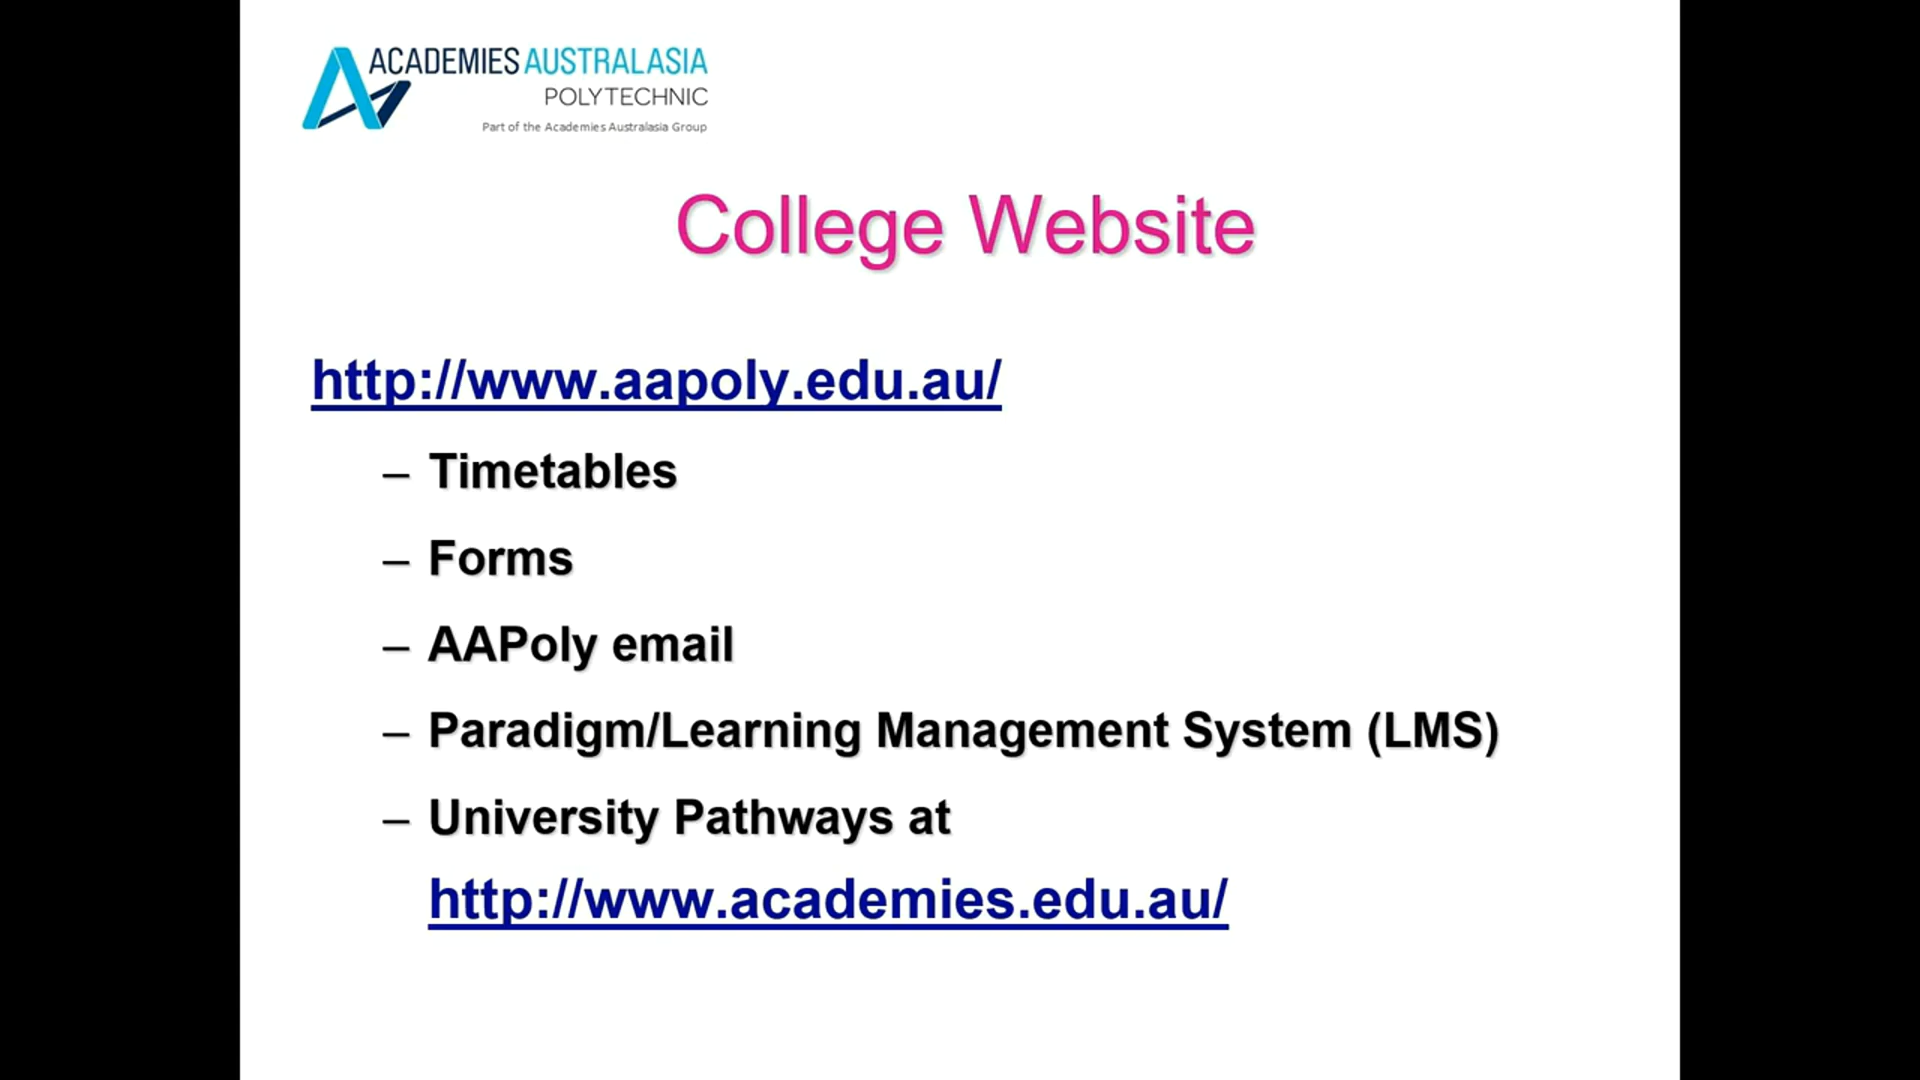 ACADEMIES AUSTRALASIA
POLYTECHNIC
Part of the Academies Australasia Group
College Website
http://www.aapoly.edu.au/
– Timetables
– Forms
– AAPoly email
– Paradigm/Learning Management System (LMS)
– University Pathways at
http://www.academies.edu.au/